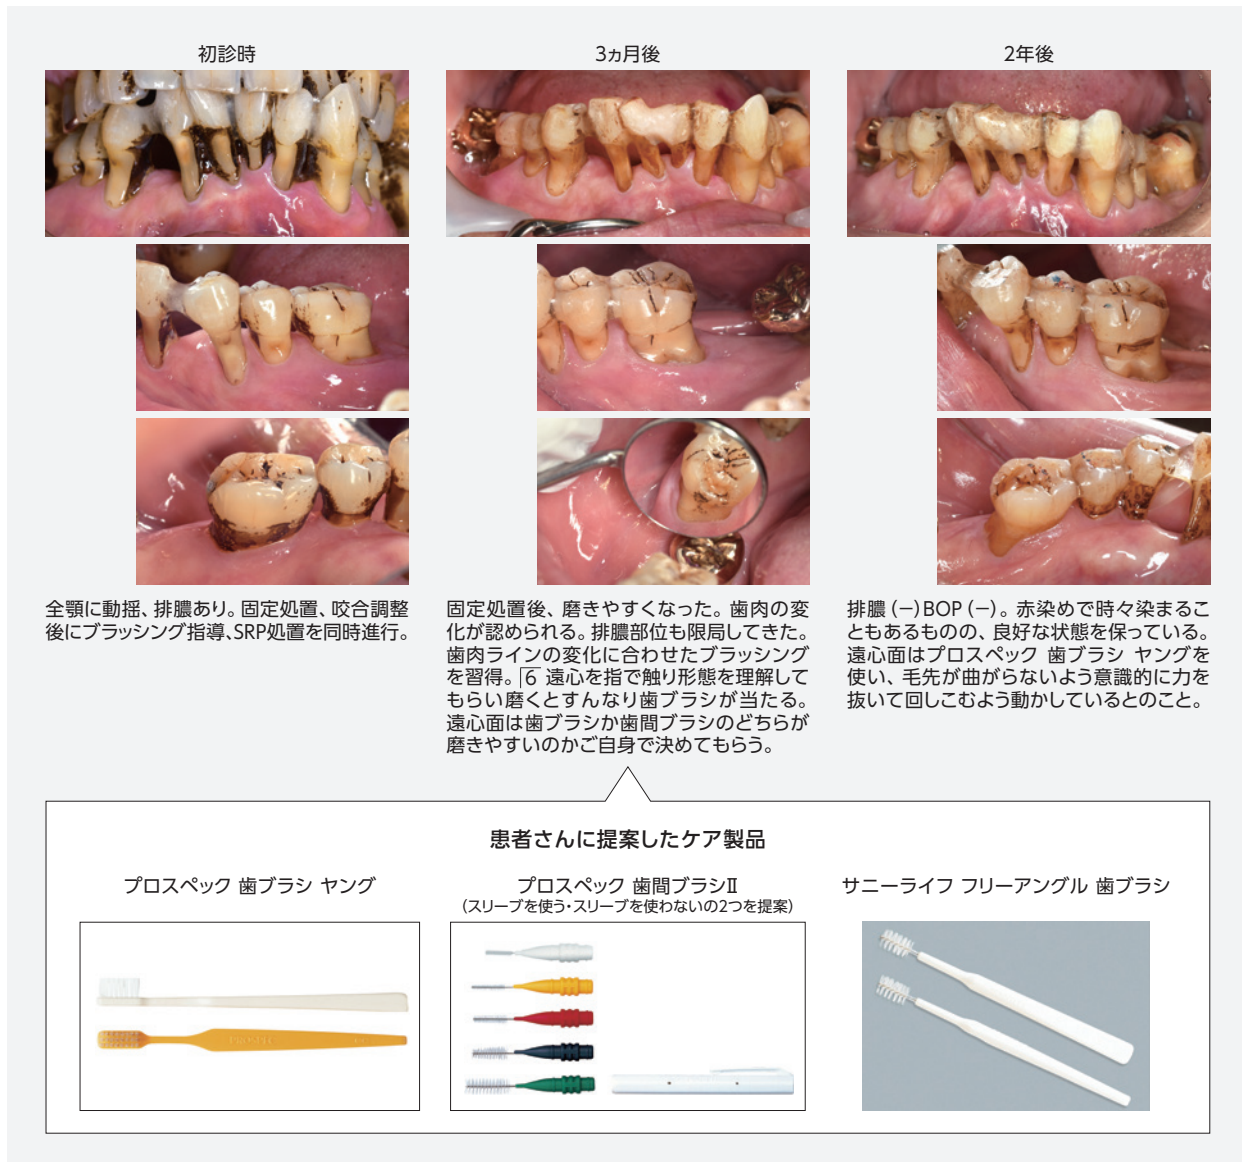 初診時
全顎に動揺、排膿あり。固定処置、咬合調整
後にブラッシング指導、SRP処置を同時進行。
3ヵ月後
固定処置後、磨きやすくなった。歯肉の変
化が認められる。排膿部位も限局してきた。
歯肉ラインの変化に合わせたブラッシング
を習得。6 遠心を指で触り形態を理解して
もらい磨くとすんなり歯ブラシが当たる。
遠心面は歯ブラシか歯間ブラシのどちらが
磨きやすいのかご自身で決めてもらう。
2年後
排膿(−)BOP(−)。赤染めで時々染まるこ
ともあるものの、良好な状態を保っている。
遠心面はプロスペック 歯ブラシ ヤングを
使い、毛先が曲がらないよう意識的に力を
抜いて回しこむよう動かしているとのこと。
患者さんに提案したケア製品
プロスペック 歯ブラシ ヤング
PROSPEC
プロスペック 歯間ブラシⅡ
(スリーブを使う・スリーブを使わないの2つを提案)
サニーライフ フリーアングル 歯ブラシ